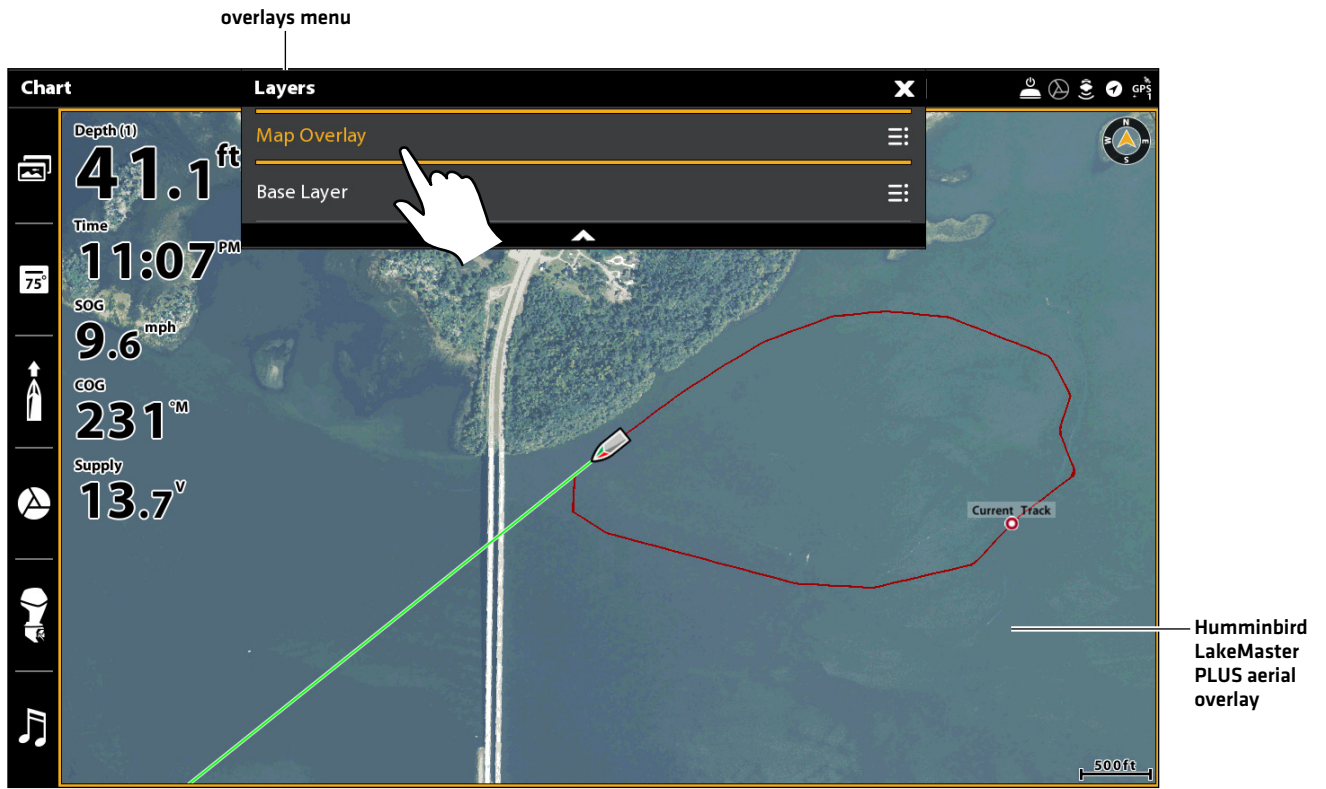 overlays menu
Chart
Layers
X
GPS
1
Map Overlay
Base Layer
Depth (1)
41.1 ft
Time
11:07 PM
75°
SOG
9.6 mph
COG
231 °M
Supply
13.7 V
N
W
E
S
Current Track
Humminbird
LakeMaster
PLUS aerial
overlay
500ft